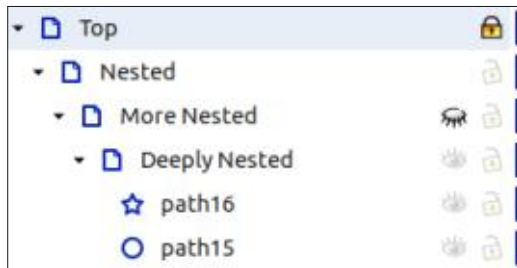 Top
Nested
More Nested
Deeply Nested
path16
path15